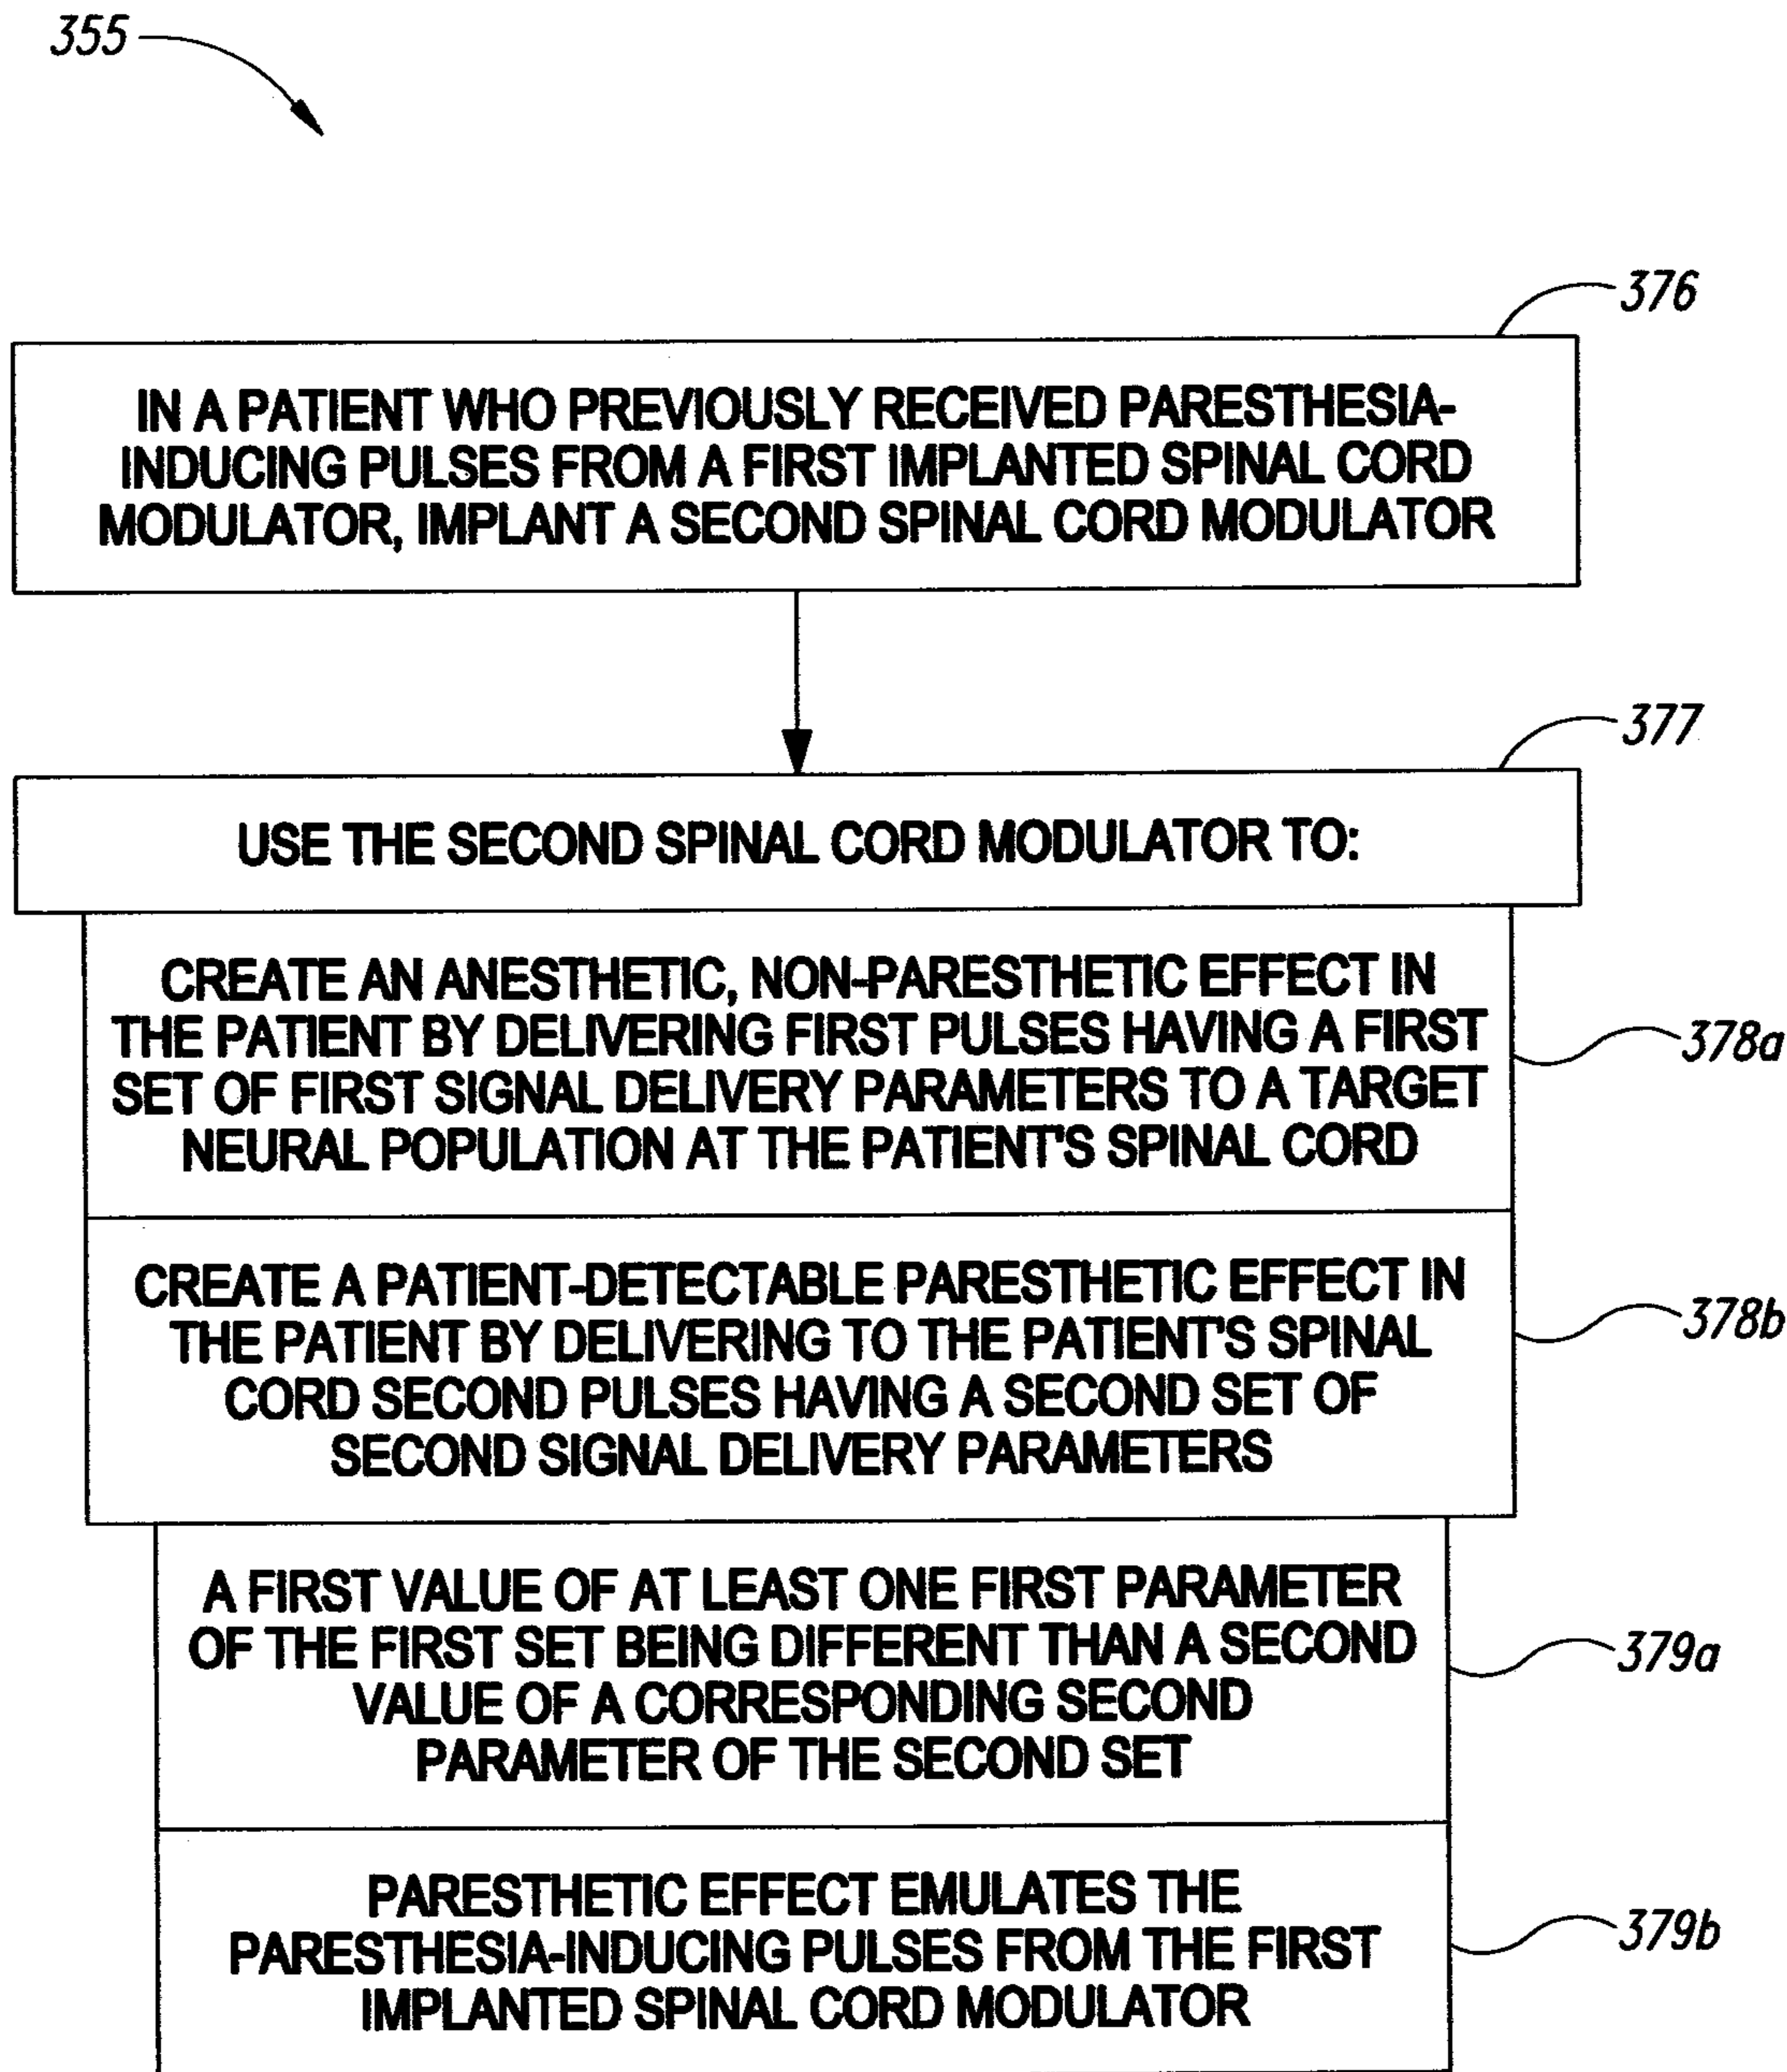 355
376
IN A PATIENT WHO PREVIOUSLY RECEIVED PARESTHESIA-
INDUCING PULSES FROM A FIRST IMPLANTED SPINAL CORD
MODULATOR, IMPLANT A SECOND SPINAL CORD MODULATOR
377
USE THE SECOND SPINAL CORD MODULATOR TO:
CREATE AN ANESTHETIC, NON-PARESTHETIC EFFECT IN
THE PATIENT BY DELIVERING FIRST PULSES HAVING A FIRST
SET OF FIRST SIGNAL DELIVERY PARAMETERS TO A TARGET
NEURAL POPULATION AT THE PATIENT'S SPINAL CORD
378a
CREATE A PATIENT-DETECTABLE PARESTHETIC EFFECT IN
THE PATIENT BY DELIVERING TO THE PATIENT'S SPINAL
CORD SECOND PULSES HAVING A SECOND SET OF
SECOND SIGNAL DELIVERY PARAMETERS
378b
A FIRST VALUE OF AT LEAST ONE FIRST PARAMETER
OF THE FIRST SET BEING DIFFERENT THAN A SECOND
VALUE OF A CORRESPONDING SECOND
PARAMETER OF THE SECOND SET
379a
PARESTHETIC EFFECT EMULATES THE
PARESTHESIA-INDUCING PULSES FROM THE FIRST
IMPLANTED SPINAL CORD MODULATOR
379b